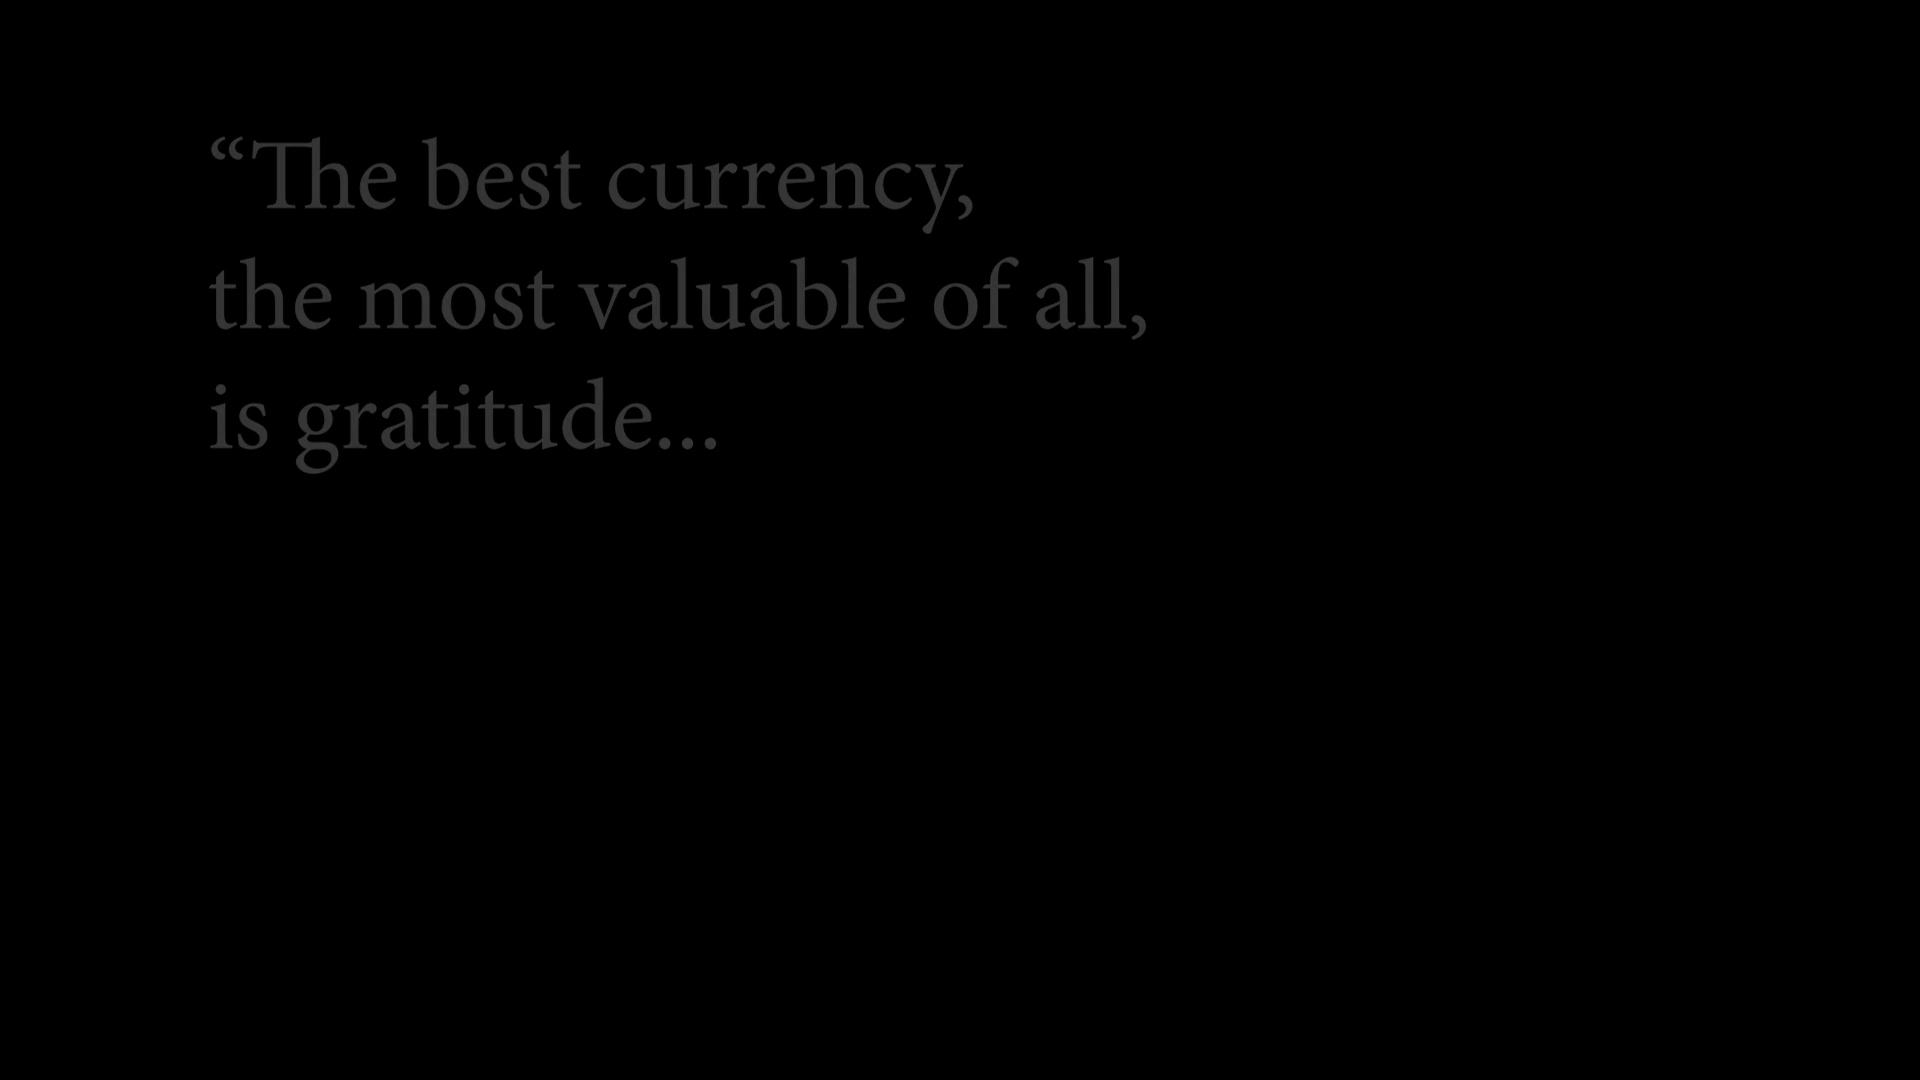 “The best currency,
the most valuable of all,
is gratitude...